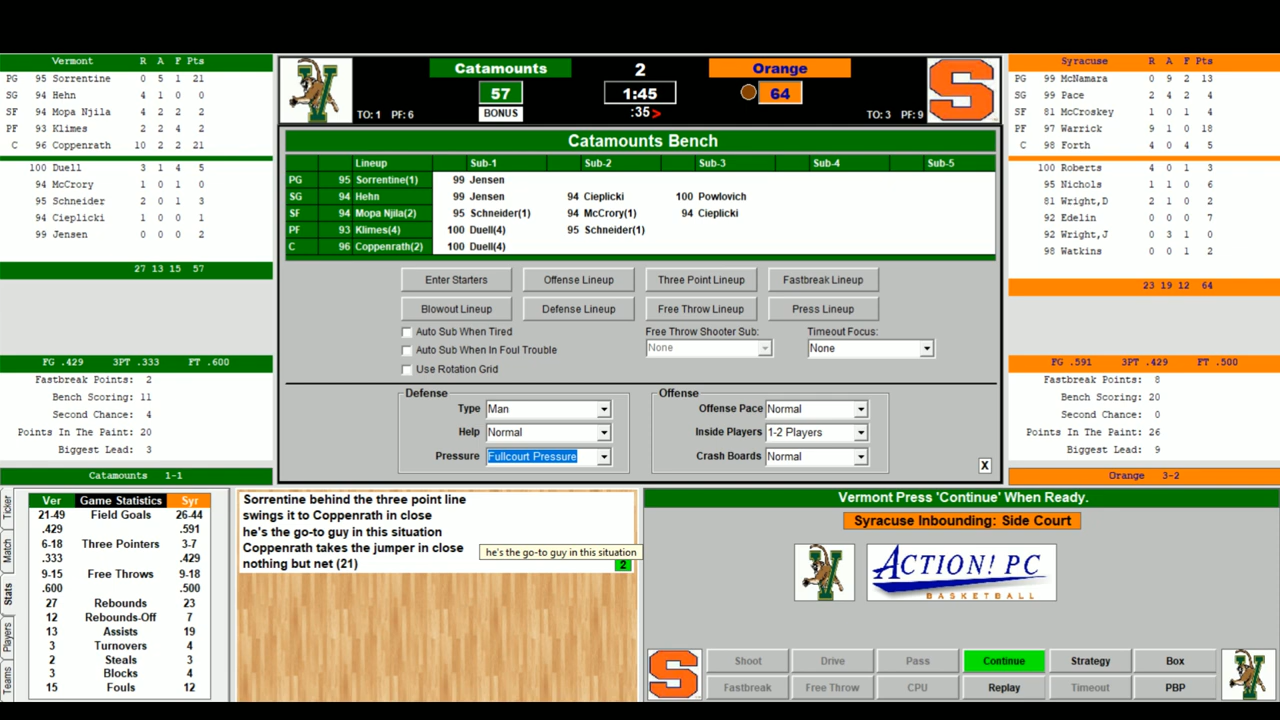 Vermont R A F Pts
PG 95 Sorrentine 0 5 1 21
SG 94 Hehn 4 1 0 0
SF 94 Mopa Njila 4 2 2 2
PF 93 Klimes 2 2 4 2
C 96 Coppenrath 10 2 2 21
100 Duell 3 1 4 5
94 McCrory 1 0 1 0
95 Schneider 2 0 1 3
94 Cieplicki 1 0 0 1
99 Jensen 0 0 0 2
27 13 15 57
FG .429 3PT .333 FT .600
Fastbreak Points: 2
Bench Scoring: 11
Second Chance: 4
Points In The Paint: 20
Biggest Lead: 3
Catamounts 1-1
Catamounts 2 Orange
57 1:45 64
BONUS :35 >
TO: 1 PF: 6 TO: 3 PF: 9
Catamounts Bench
Lineup Sub-1 Sub-2 Sub-3 Sub-4 Sub-5
PG 95 Sorrentine(1) 99 Jensen
SG 94 Hehn 99 Jensen 94 Cieplicki 100 Powlovich
SF 94 Mopa Njila(2) 95 Schneider(1) 94 McCrory(1) 94 Cieplicki
PF 93 Klimes(4) 100 Duell(4) 95 Schneider(1)
C 96 Coppenrath(2) 100 Duell(4)
Enter Starters Offense Lineup Three Point Lineup Fastbreak Lineup
Blowout Lineup Defense Lineup Free Throw Lineup Press Lineup
Auto Sub When Tired
Auto Sub When In Foul Trouble
Use Rotation Grid
Free Throw Shooter Sub: Timeout Focus:
None None
Defense
Type Man
Help Normal
Pressure Fullcourt Pressure
Offense
Offense Pace Normal
Inside Players 1-2 Players
Crash Boards Normal
X
Syracuse R A F Pts
PG 99 McNamara 0 9 2 13
SG 99 Pace 2 4 2 4
SF 81 McCroskey 1 0 1 4
PF 97 Warrick 9 1 0 18
C 98 Forth 4 0 4 5
100 Roberts 4 0 1 3
95 Nichols 1 1 0 6
81 Wright,D 2 1 0 2
92 Edelin 0 0 0 7
92 Wright,J 0 3 1 0
98 Watkins 0 0 1 2
23 19 12 64
FG .591 3PT .429 FT .500
Fastbreak Points: 8
Bench Scoring: 20
Second Chance: 0
Points In The Paint: 26
Biggest Lead: 9
Orange 3-2
Ticker
Match
Stats
Players
Teams
Ver Game Statistics Syr
21-49 Field Goals 26-44
.429 .591
6-18 Three Pointers 3-7
.333 .429
9-15 Free Throws 9-18
.600 .500
27 Rebounds 23
12 Rebounds-Off 7
13 Assists 19
3 Turnovers 4
2 Steals 3
3 Blocks 4
15 Fouls 12
Sorrentine behind the three point line
swings it to Coppenrath in close
he's the go-to guy in this situation
Coppenrath takes the jumper in close
nothing but net (21)
he's the go-to guy in this situation
2
Vermont Press 'Continue' When Ready.
Syracuse Inbounding: Side Court
ACTION! PC
BASKETBALL
Shoot Drive Pass Continue Strategy Box
Fastbreak Free Throw CPU Replay Timeout PBP